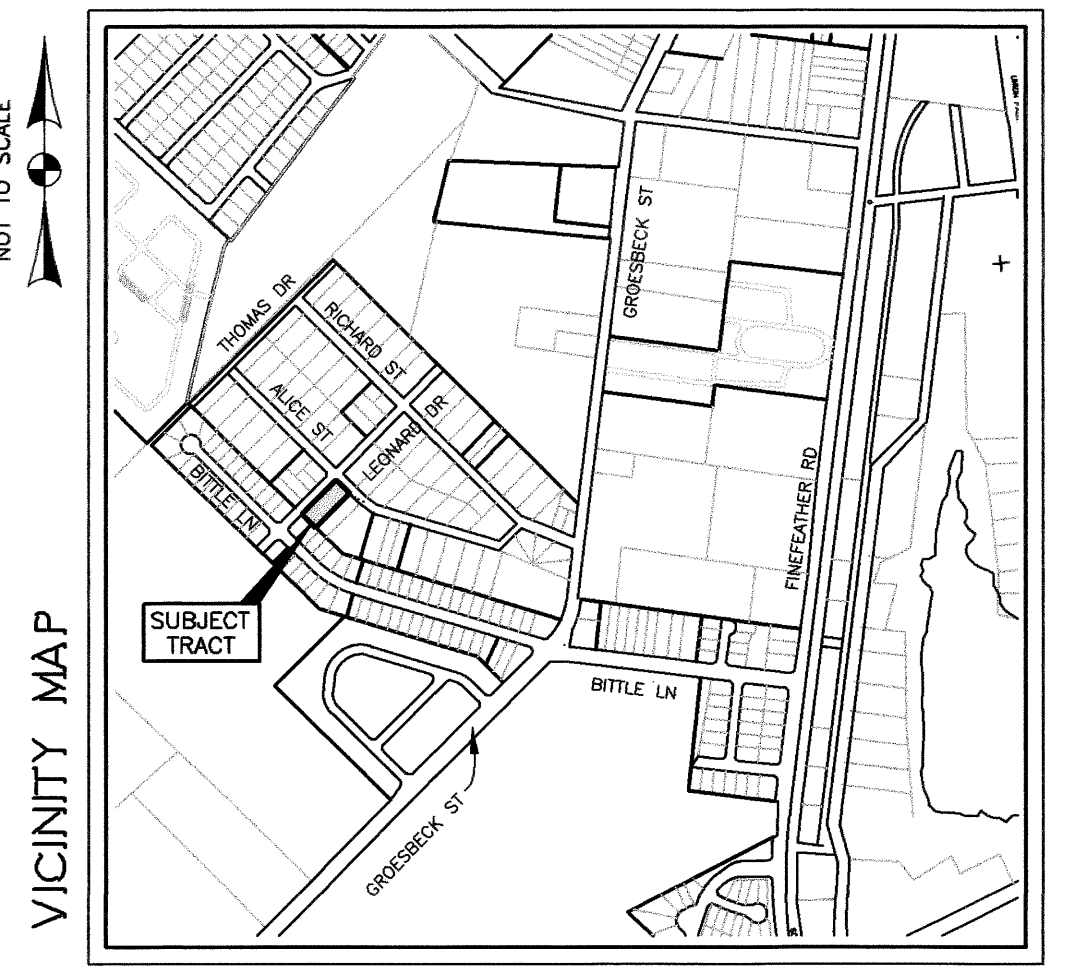 NOT TO SCALE
VICINITY MAP
THOMAS DR
RICHARD ST
ALICE ST
LEONARD DR
BITTLE LN
SUBJECT
TRACT
GROESBECK ST
FINEFEATHER RD
BITTLE LN
GROESBECK ST